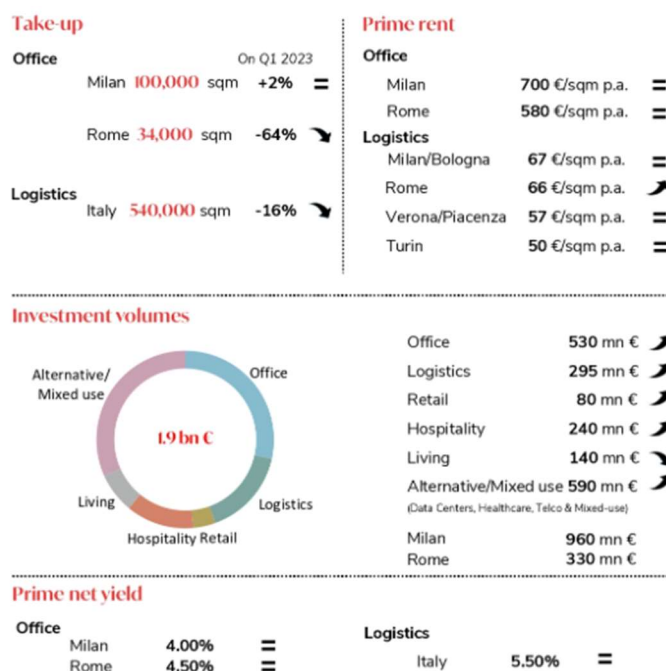 Take-up
Office
On Q1 2023
Milan 100,000 sqm +2% =
Rome 34,000 sqm -64%
Logistics
Italy 540,000 sqm -16%
Prime rent
Office
Milan 700 €/sqm p.a. =
Rome 580 €/sqm p.a. =
Logistics
Milan/Bologna 67 €/sqm p.a. =
Rome 66 €/sqm p.a.
Verona/Piacenza 57 €/sqm p.a. =
Turin 50 €/sqm p.a. =
Investment volumes
Alternative/
Mixed use
Office
1.9 bn €
Living
Logistics
Hospitality
Retail
Office 530 mn €
Logistics 295 mn €
Retail 80 mn €
Hospitality 240 mn €
Living 140 mn €
Alternative/Mixed use 590 mn €
(Data Centers, Healthcare, Telco & Mixed-use)
Milan 960 mn €
Rome 330 mn €
Prime net yield
Office
Milan 4.00% =
Rome 4.50% =
Logistics
Italy 5.50% =